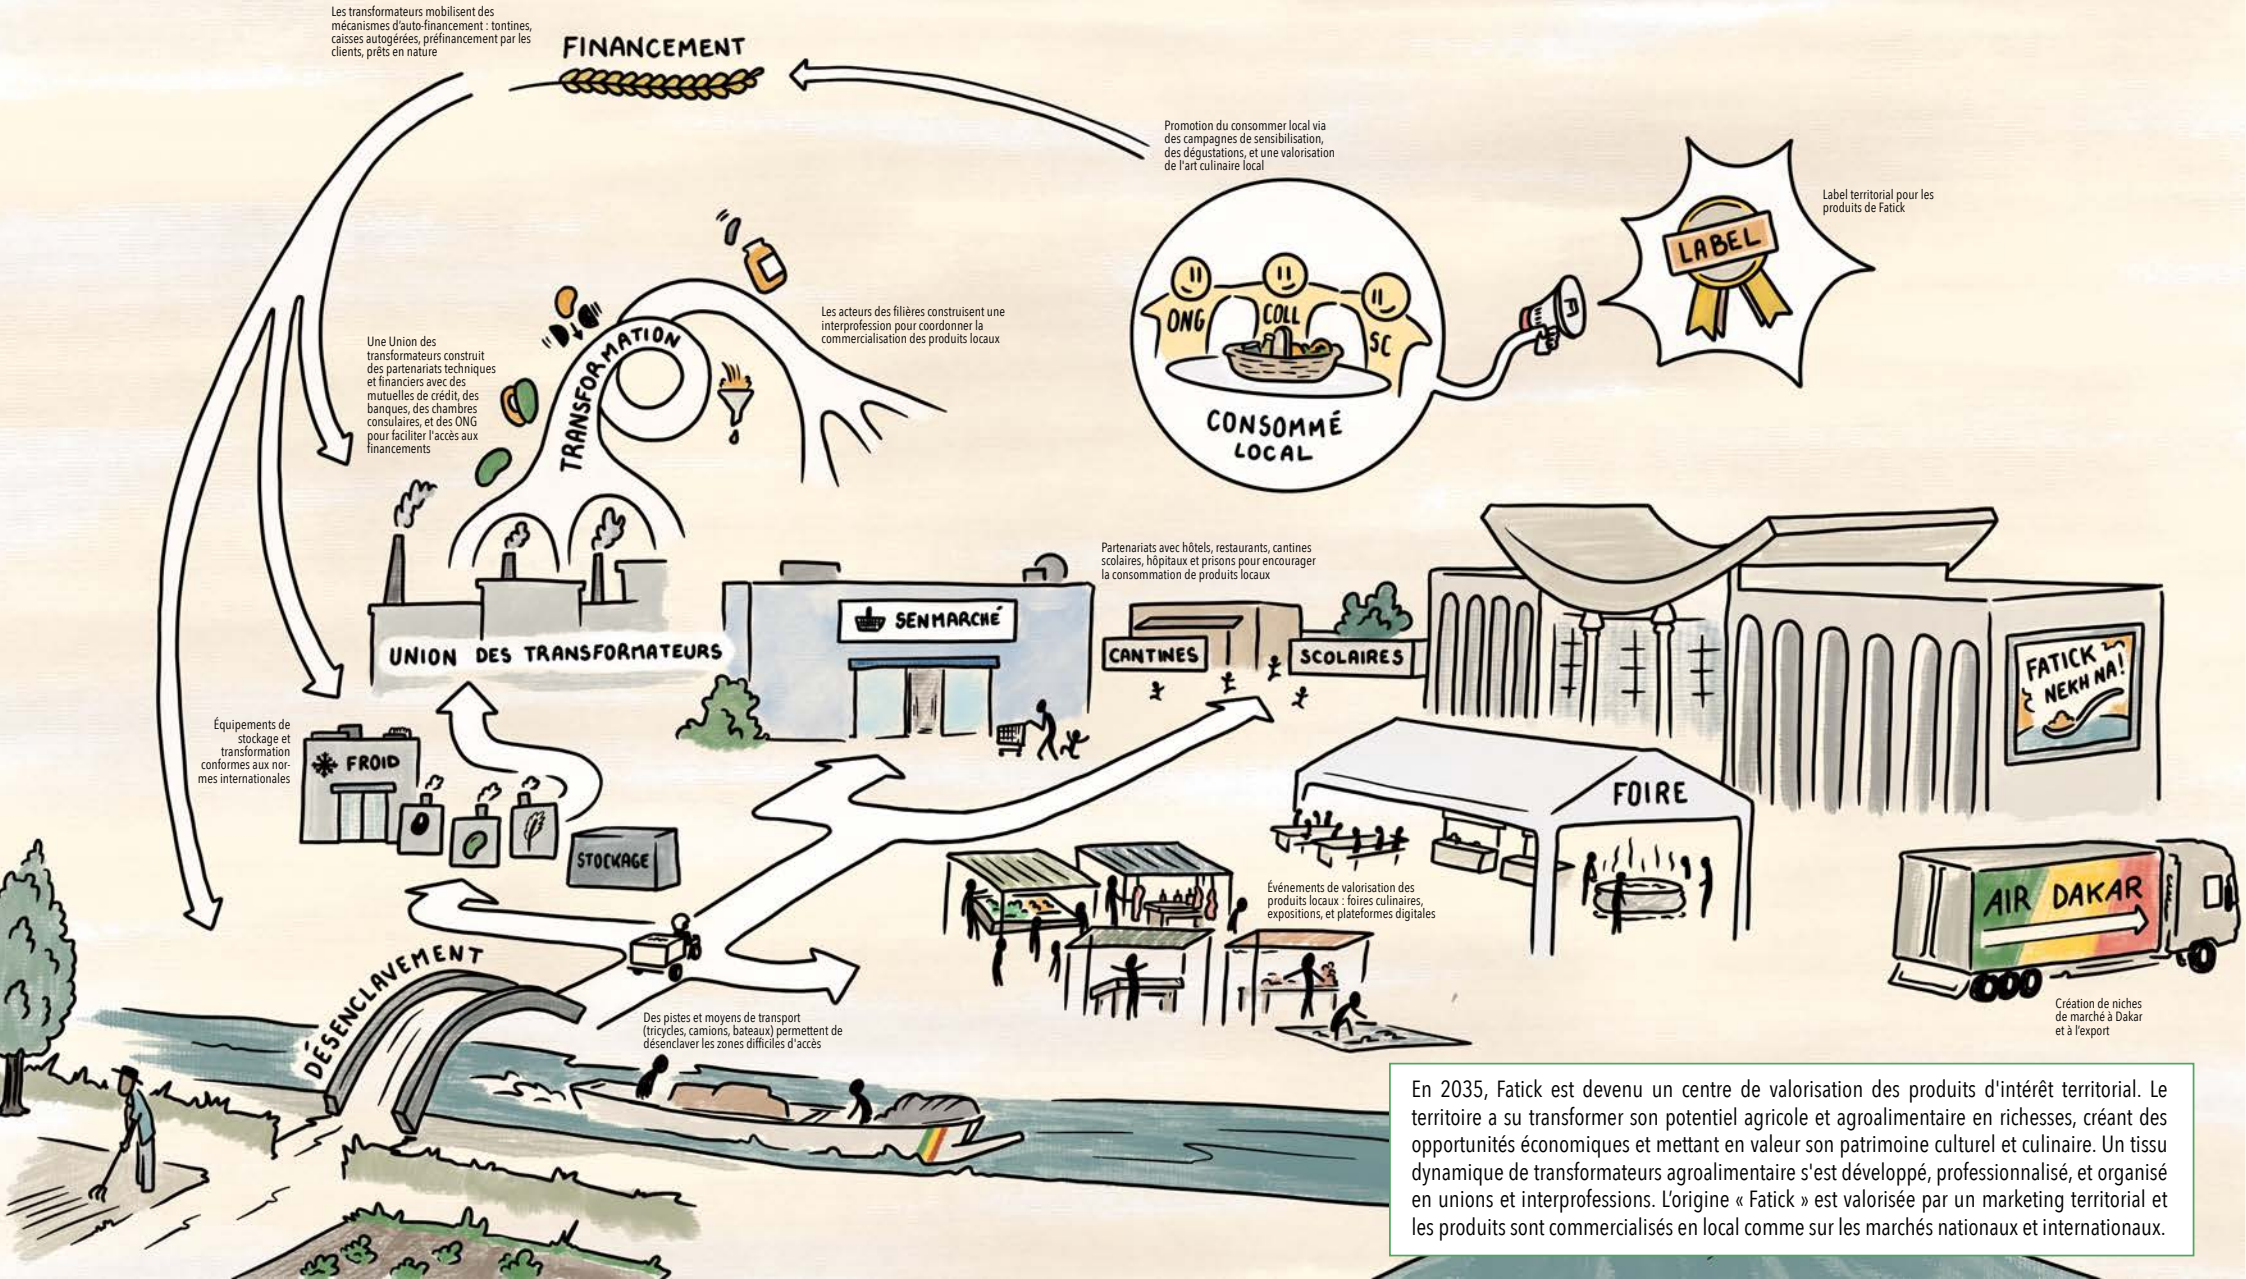 Les transformateurs mobilisent des
mécanismes d'auto-financement : tontines,
caisses autogérées, préfinancement par les
clients, prêts en nature
FINANCEMENT
Promotion du consommer local via
des campagnes de sensibilisation,
des dégustations, et une valorisation
de l'art culinaire local
Label territorial pour les
produits de Fatick
LABEL
ONG
COLL
SC
CONSOMMÉ
LOCAL
Les acteurs des filières construisent une
interprofession pour coordonner la
commercialisation des produits locaux
TRANSFORMATION
Une Union des
transformateurs construit
des partenariats techniques
et financiers avec des
mutuelles de crédit, des
banques, des chambres
consulaires, et des ONG
pour faciliter l'accès aux
financements
UNION DES TRANSFORMATEURS
SENMARCHÉ
Partenariats avec hôtels, restaurants, cantines
scolaires, hôpitaux et prisons pour encourager
la consommation de produits locaux
CANTINES
SCOLAIRES
FATICK
NEKH NA!
Équipements de
stockage et
transformation
conformes aux nor-
mes internationales
FROID
STOCKAGE
FOIRE
Événements de valorisation des
produits locaux : foires culinaires,
expositions, et plateformes digitales
AIR DAKAR
Création de niches
de marché à Dakar
et à l'export
DÉSENCLAVEMENT
Des pistes et moyens de transport
(tricycles, camions, bateaux) permettent de
désenclaver les zones difficiles d'accès
En 2035, Fatick est devenu un centre de valorisation des produits d'intérêt territorial. Le
territoire a su transformer son potentiel agricole et agroalimentaire en richesses, créant des
opportunités économiques et mettant en valeur son patrimoine culturel et culinaire. Un tissu
dynamique de transformateurs agroalimentaire s'est développé, professionnalisé, et organisé
en unions et interprofessions. L'origine « Fatick » est valorisée par un marketing territorial et
les produits sont commercialisés en local comme sur les marchés nationaux et internationaux.